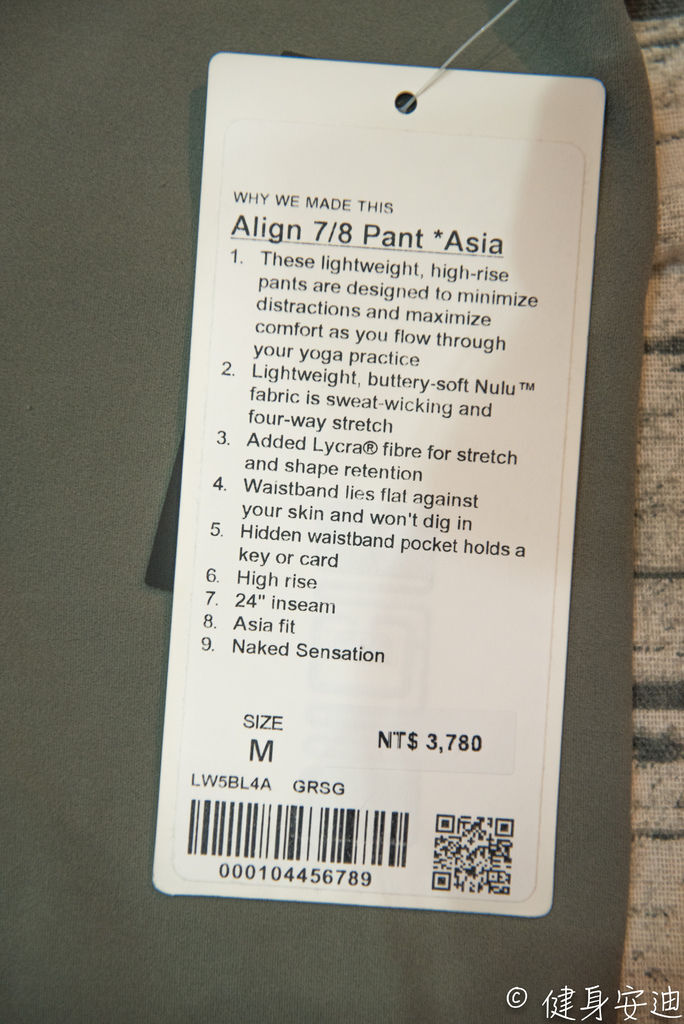 WHY WE MADE THIS
Align 7/8 Pant *Asia
1. These lightweight, high-rise
pants are designed to minimize
distractions and maximize
comfort as you flow through
your yoga practice
2. Lightweight, buttery-soft Nulu™
fabric is sweat-wicking and
four-way stretch
3. Added Lycra® fibre for stretch
and shape retention
4. Waistband lies flat against
your skin and won't dig in
5. Hidden waistband pocket holds a
key or card
6. High rise
7. 24" inseam
8. Asia fit
9. Naked Sensation
SIZE
M
NT$ 3,780
LW5BL4A GRSG
000104456789
© 健身安迪